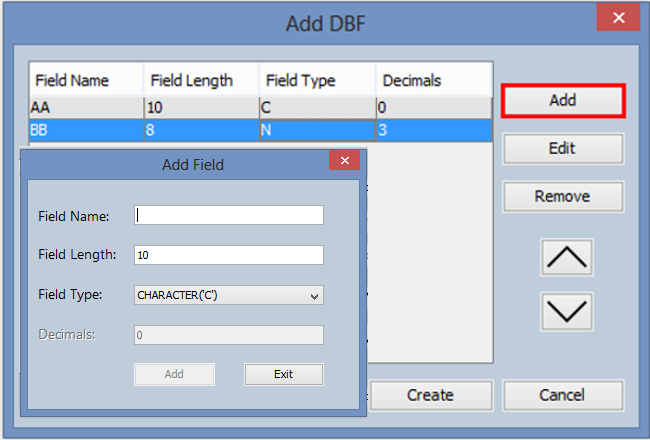 Add DBF
Field Name Field Length Field Type Decimals
AA 10 C 0
BB 8 N 3
Add
Edit
Remove
Add Field
Field Name:
Field Length: 10
Field Type: CHARACTER('C')
Decimals: 0
Add Exit
Create Cancel